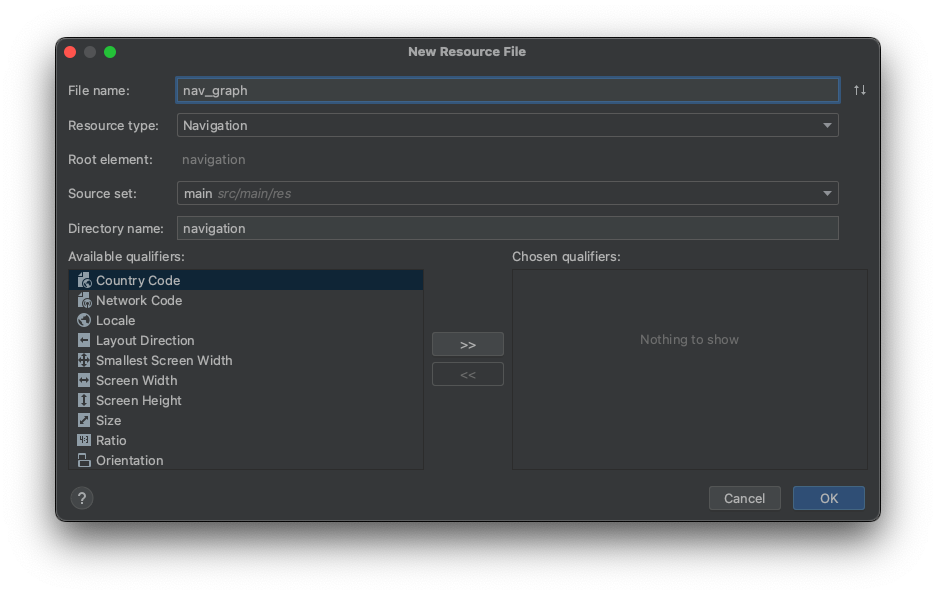 New Resource File
File name: nav_graph
Resource type: Navigation
Root element: navigation
Source set: main src/main/res
Directory name: navigation
Available qualifiers:
Country Code
Network Code
Locale
Layout Direction
Smallest Screen Width
Screen Width
Screen Height
Size
4:3 Ratio
Orientation
>>
<<
Chosen qualifiers:
Nothing to show
?
Cancel
OK